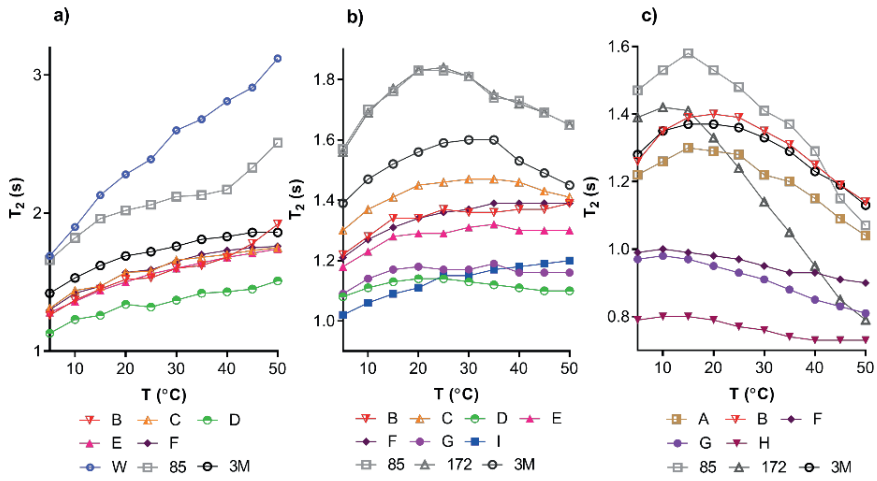 a)
b)
c)
T2 (s)
3
2
1
10 20 30 40 50
T (°C)
B C D
E F
W 85 3M
T2 (s)
1.8
1.6
1.4
1.2
1.0
10 20 30 40 50
T (°C)
B C D E
F G I
85 172 3M
T2 (s)
1.6
1.4
1.2
1.0
0.8
10 20 30 40 50
T (°C)
A B F
G H
85 172 3M